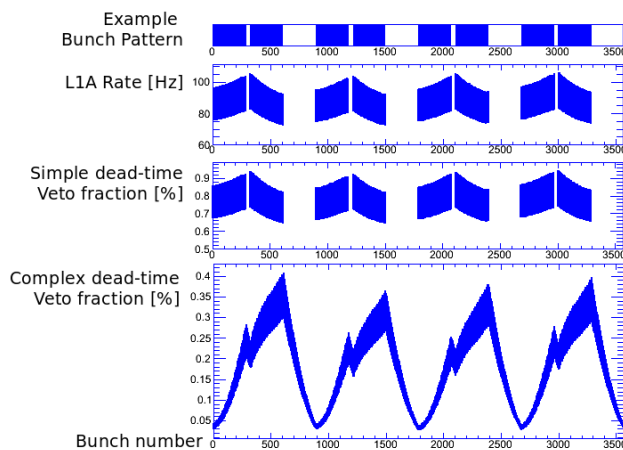 Example
Bunch Pattern
0 500 1000 1500 2000 2500 3000 3500
L1A Rate [Hz]
100
80
60
0 500 1000 1500 2000 2500 3000 350
Simple dead-time
Veto fraction [%]
0.9
0.8
0.7
0.6
0.5
0 500 1000 1500 2000 2500 3000 350
Complex dead-time
Veto fraction [%]
0.4
0.35
0.3
0.25
0.2
0.15
0.1
0.05
Bunch number
0 500 1000 1500 2000 2500 3000 3500